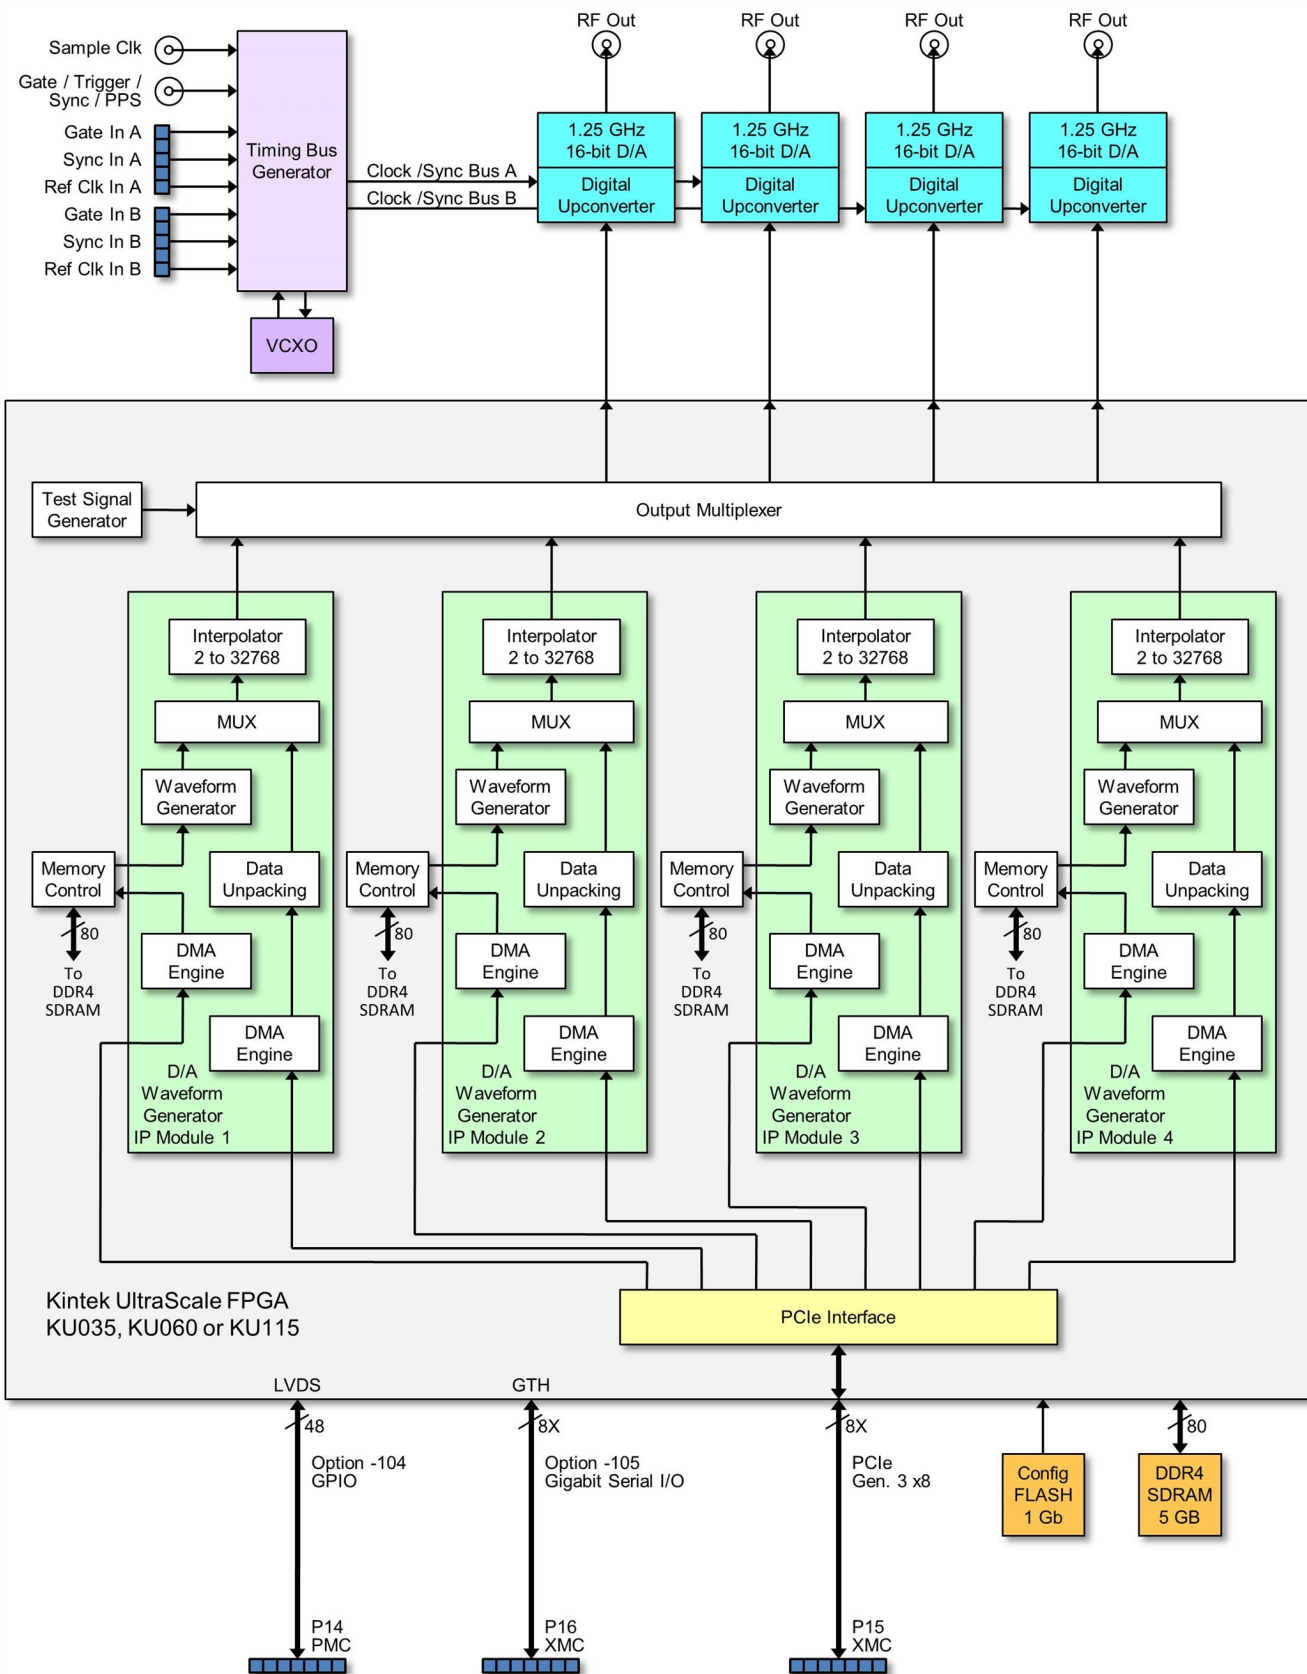 RF Out
RF Out
RF Out
RF Out
Sample Clk
Gate / Trigger /
Sync / PPS
Gate In A
Sync In A
Ref Clk In A
Gate In B
Sync In B
Ref Clk In B
Timing Bus
Generator
VCXO
Clock /Sync Bus A
Clock /Sync Bus B
1.25 GHz
16-bit D/A
Digital
Upconverter
1.25 GHz
16-bit D/A
Digital
Upconverter
1.25 GHz
16-bit D/A
Digital
Upconverter
1.25 GHz
16-bit D/A
Digital
Upconverter
Test Signal
Generator
Output Multiplexer
Interpolator
2 to 32768
MUX
Waveform
Generator
Memory
Control
Data
Unpacking
80
To
DDR4
SDRAM
DMA
Engine
DMA
Engine
D/A
Waveform
Generator
IP Module 1
Interpolator
2 to 32768
MUX
Waveform
Generator
Memory
Control
Data
Unpacking
80
To
DDR4
SDRAM
DMA
Engine
DMA
Engine
D/A
Waveform
Generator
IP Module 2
Interpolator
2 to 32768
MUX
Waveform
Generator
Memory
Control
Data
Unpacking
80
To
DDR4
SDRAM
DMA
Engine
DMA
Engine
D/A
Waveform
Generator
IP Module 3
Interpolator
2 to 32768
MUX
Waveform
Generator
Memory
Control
Data
Unpacking
80
To
DDR4
SDRAM
DMA
Engine
DMA
Engine
D/A
Waveform
Generator
IP Module 4
Kintek UltraScale FPGA
KU035, KU060 or KU115
PCIe Interface
LVDS
48
Option -104
GPIO
P14
PMC
GTH
8X
Option -105
Gigabit Serial I/O
P16
XMC
8X
PCIe
Gen. 3 x8
P15
XMC
Config
FLASH
1 Gb
80
DDR4
SDRAM
5 GB